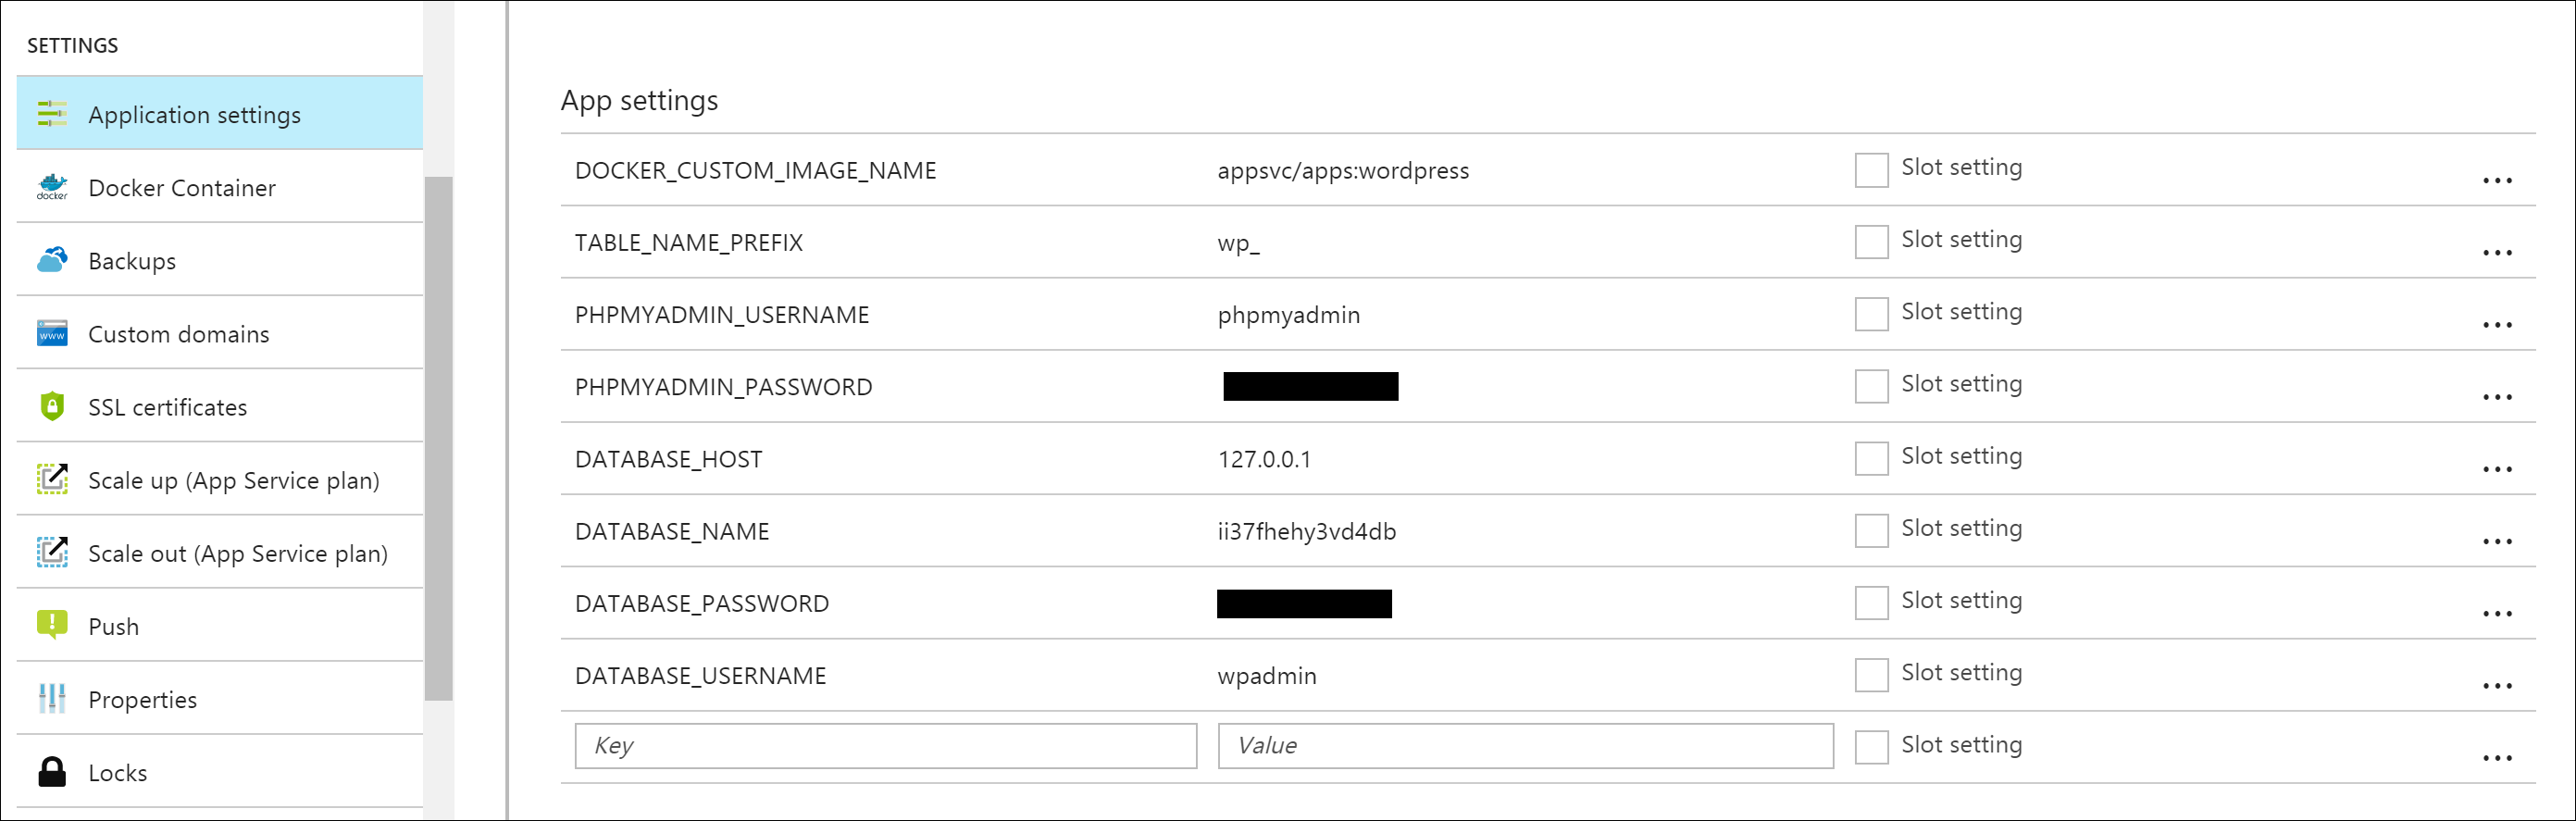 SETTINGS
Application settings
docker
Docker Container
Backups
WWW
Custom domains
SSL certificates
Scale up (App Service plan)
Scale out (App Service plan)
Push
Properties
Locks
App settings
DOCKER_CUSTOM_IMAGE_NAME appsvc/apps:wordpress Slot setting ...
TABLE_NAME_PREFIX wp_ Slot setting ...
PHPMYADMIN_USERNAME phpmyadmin Slot setting ...
PHPMYADMIN_PASSWORD Slot setting ...
DATABASE_HOST 127.0.0.1 Slot setting ...
DATABASE_NAME ii37fhehy3vd4db Slot setting ...
DATABASE_PASSWORD Slot setting ...
DATABASE_USERNAME wpadmin Slot setting ...
Key Value Slot setting ...